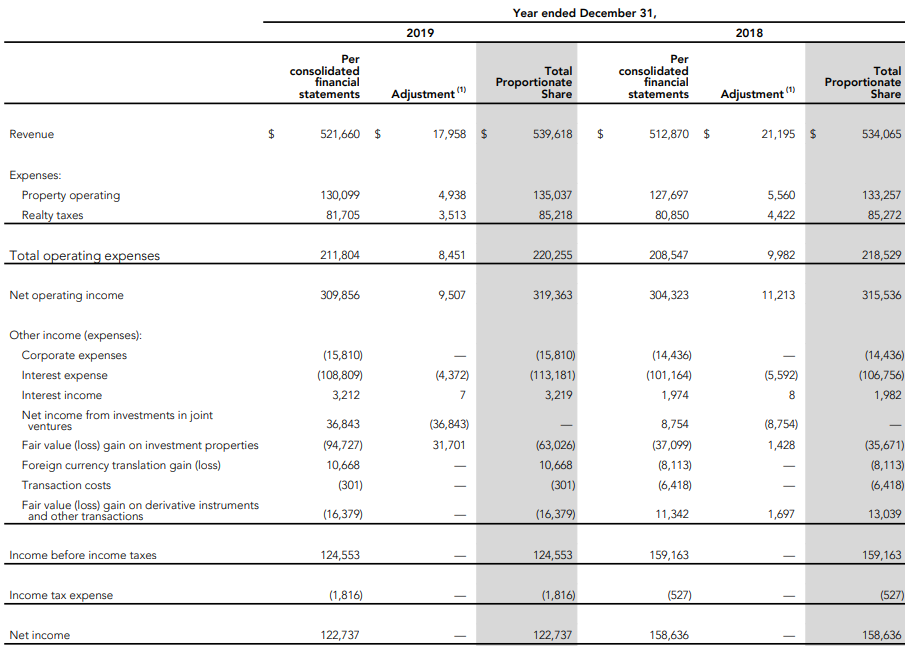 Year ended December 31,
2019 2018
Per consolidated financial statements Adjustment (1) Total Proportionate Share Per consolidated financial statements Adjustment (1) Total Proportionate Share
Revenue $ 521,660 $ 17,958 $ 539,618 $ 512,870 $ 21,195 $ 534,065
Expenses:
Property operating 130,099 4,938 135,037 127,697 5,560 133,257
Realty taxes 81,705 3,513 85,218 80,850 4,422 85,272
Total operating expenses 211,804 8,451 220,255 208,547 9,982 218,529
Net operating income 309,856 9,507 319,363 304,323 11,213 315,536
Other income (expenses):
Corporate expenses (15,810) — (15,810) (14,436) — (14,436)
Interest expense (108,809) (4,372) (113,181) (101,164) (5,592) (106,756)
Interest income 3,212 7 3,219 1,974 8 1,982
Net income from investments in joint
ventures 36,843 (36,843) — 8,754 (8,754) —
Fair value (loss) gain on investment properties (94,727) 31,701 (63,026) (37,099) 1,428 (35,671)
Foreign currency translation gain (loss) 10,668 — 10,668 (8,113) — (8,113)
Transaction costs (301) — (301) (6,418) — (6,418)
Fair value (loss) gain on derivative instruments
and other transactions (16,379) — (16,379) 11,342 1,697 13,039
Income before income taxes 124,553 — 124,553 159,163 — 159,163
Income tax expense (1,816) — (1,816) (527) — (527)
Net income 122,737 — 122,737 158,636 — 158,636